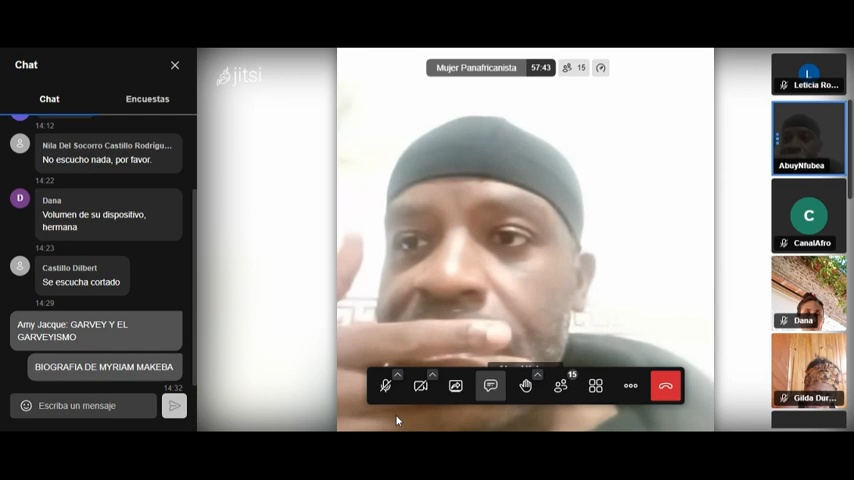 Chat
Chat
Encuestas
14:12
Nila Del Socorro Castillo Rodrígu...
No escucho nada, por favor.
14:22
D
Dana
Volumen de su dispositivo,
hermana
14:23
Castillo Dilbert
Se escucha cortado
14:29
Amy Jacque: GARVEY Y EL
GARVEYISMO
BIOGRAFIA DE MYRIAM MAKEBA
14:32
Escriba un mensaje
jitsi
Mujer Panafricanista
57:43
15
15
L
Leticia Ro...
AbuyNfubea
C
CanalAfro
Dana
Gilda Dur...